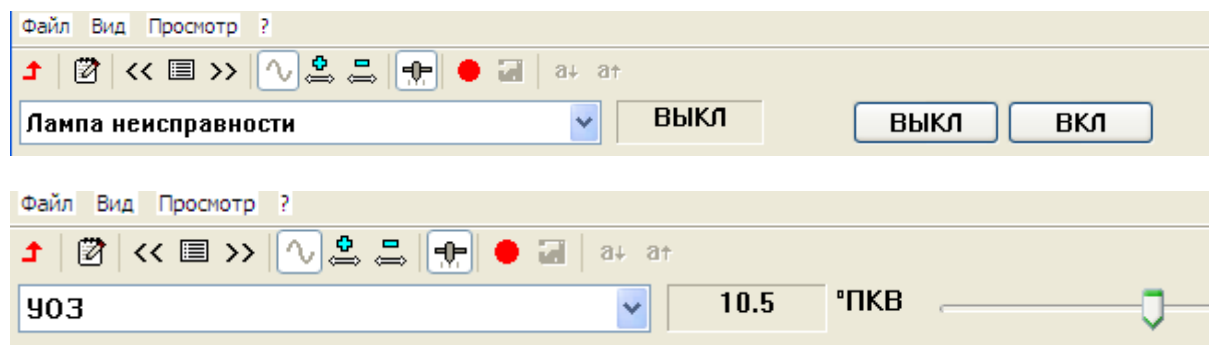 Файл Вид Просмотр ?
<< >> a↓ a↑
Лампа неисправности ВЫКЛ ВЫКЛ ВКЛ
Файл Вид Просмотр ?
<< >> a↓ a↑
УОЗ 10.5 °ПКВ